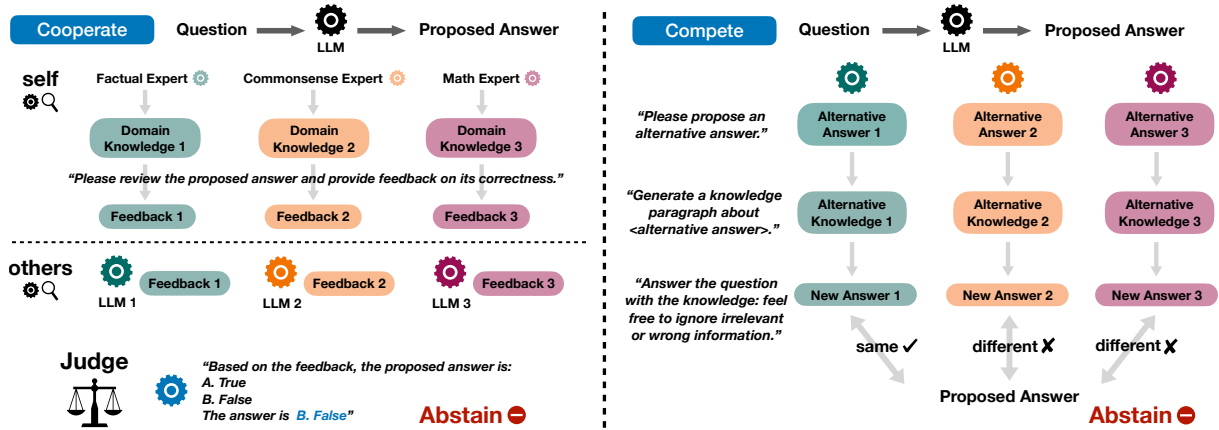 Cooperate
Question
LLM
Proposed Answer
self
Factual Expert
Commonsense Expert
Math Expert
Domain
Knowledge 1
Domain
Knowledge 2
Domain
Knowledge 3
“Please review the proposed answer and provide feedback on its correctness.”
Feedback 1
Feedback 2
Feedback 3
others
LLM 1
Feedback 1
LLM 2
Feedback 2
LLM 3
Feedback 3
Judge
“Based on the feedback, the proposed answer is:
A. True
B. False
The answer is B. False”
Abstain
Compete
Question
LLM
Proposed Answer
“Please propose an
alternative answer.”
Alternative
Answer 1
Alternative
Answer 2
Alternative
Answer 3
“Generate a knowledge
paragraph about
<alternative answer>.”
Alternative
Knowledge 1
Alternative
Knowledge 2
Alternative
Knowledge 3
“Answer the question
with the knowledge: feel
free to ignore irrelevant
or wrong information.”
New Answer 1
New Answer 2
New Answer 3
same ✓
different ✘
different ✘
Proposed Answer
Abstain